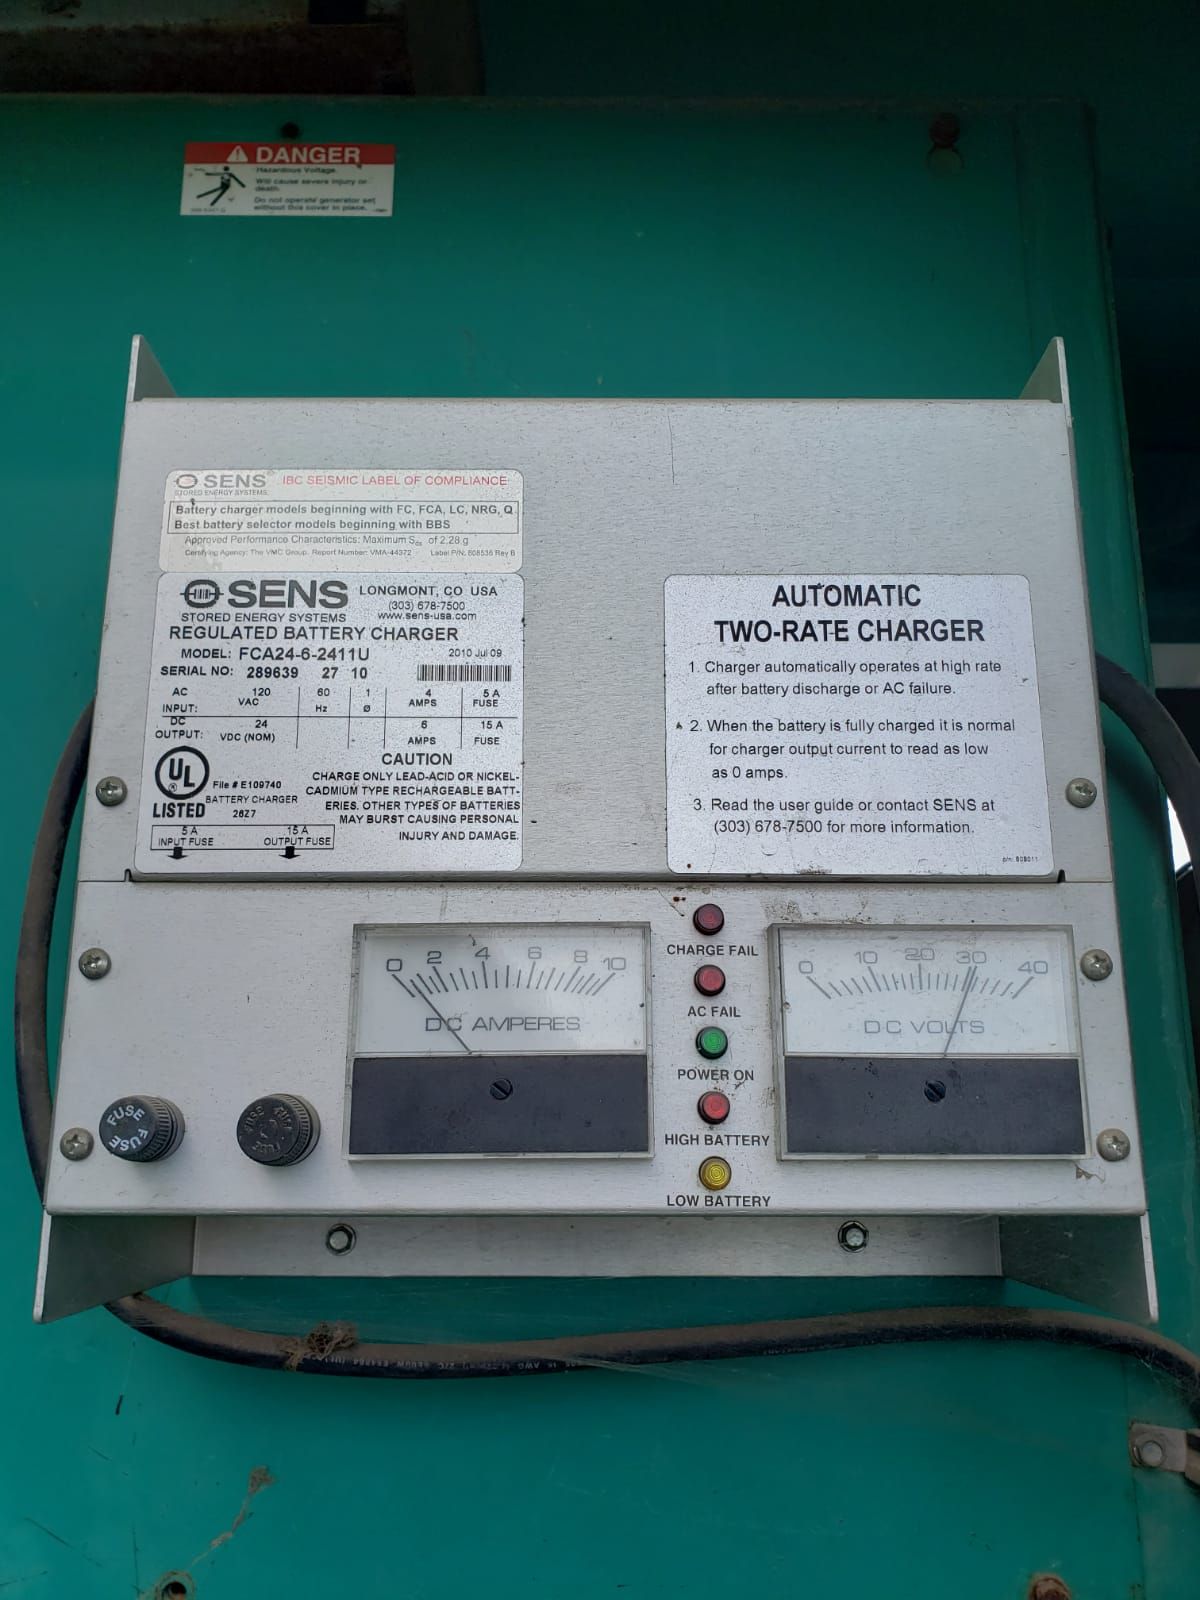 DANGER
Hazardous Voltage.
Will cause severe injury or
death.
Do not operate generator set
without this cover in place.
SENS® IBC SEISMIC LABEL OF COMPLIANCE
STORED ENERGY SYSTEMS
Battery charger models beginning with FC, FCA, LC, NRG, Q
Best battery selector models beginning with BBS
Approved Performance Characteristics: Maximum SDS of 2.28 g
Certifying Agency: The VMC Group. Report Number: VMA-44372 Label P/N: 808536 Rev B
SENS LONGMONT, CO USA
(303) 678-7500
STORED ENERGY SYSTEMS www.sens-usa.com
REGULATED BATTERY CHARGER
MODEL: FCA24-6-2411U 2010 Jul 09
SERIAL NO: 289639 27 10
AC INPUT: 120 VAC 60 Hz 1 Ø 4 AMPS 5 A FUSE
DC OUTPUT: 24 VDC (NOM) 6 AMPS 15 A FUSE
UL ® LISTED
File # E109740
BATTERY CHARGER
26Z7
CAUTION
CHARGE ONLY LEAD-ACID OR NICKEL-
CADMIUM TYPE RECHARGEABLE BATT-
ERIES. OTHER TYPES OF BATTERIES
MAY BURST CAUSING PERSONAL
INJURY AND DAMAGE.
5 A 15 A
INPUT FUSE OUTPUT FUSE
AUTOMATIC
TWO-RATE CHARGER
1. Charger automatically operates at high rate
after battery discharge or AC failure.
2. When the battery is fully charged it is normal
for charger output current to read as low
as 0 amps.
3. Read the user guide or contact SENS at
(303) 678-7500 for more information.
p/n: 808011
0 2 4 6 8 10
DC AMPERES
CHARGE FAIL
AC FAIL
POWER ON
HIGH BATTERY
LOW BATTERY
0 10 20 30 40
DC VOLTS
FUSE FUSE
FUSE FUSE FUSE